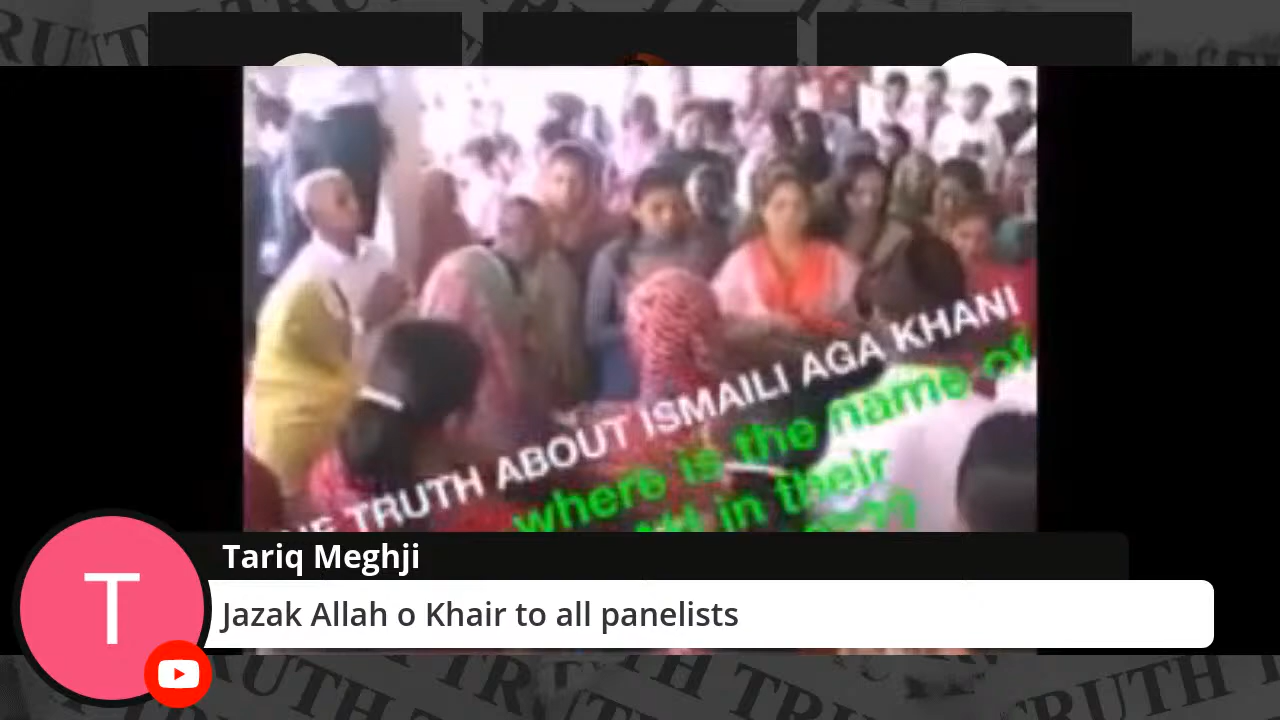 TRUTH ABOUT ISMAILI AGA KHANI
where is the name of
in their
Tariq Meghji
T
Jazak Allah o Khair to all panelists
TRUTH